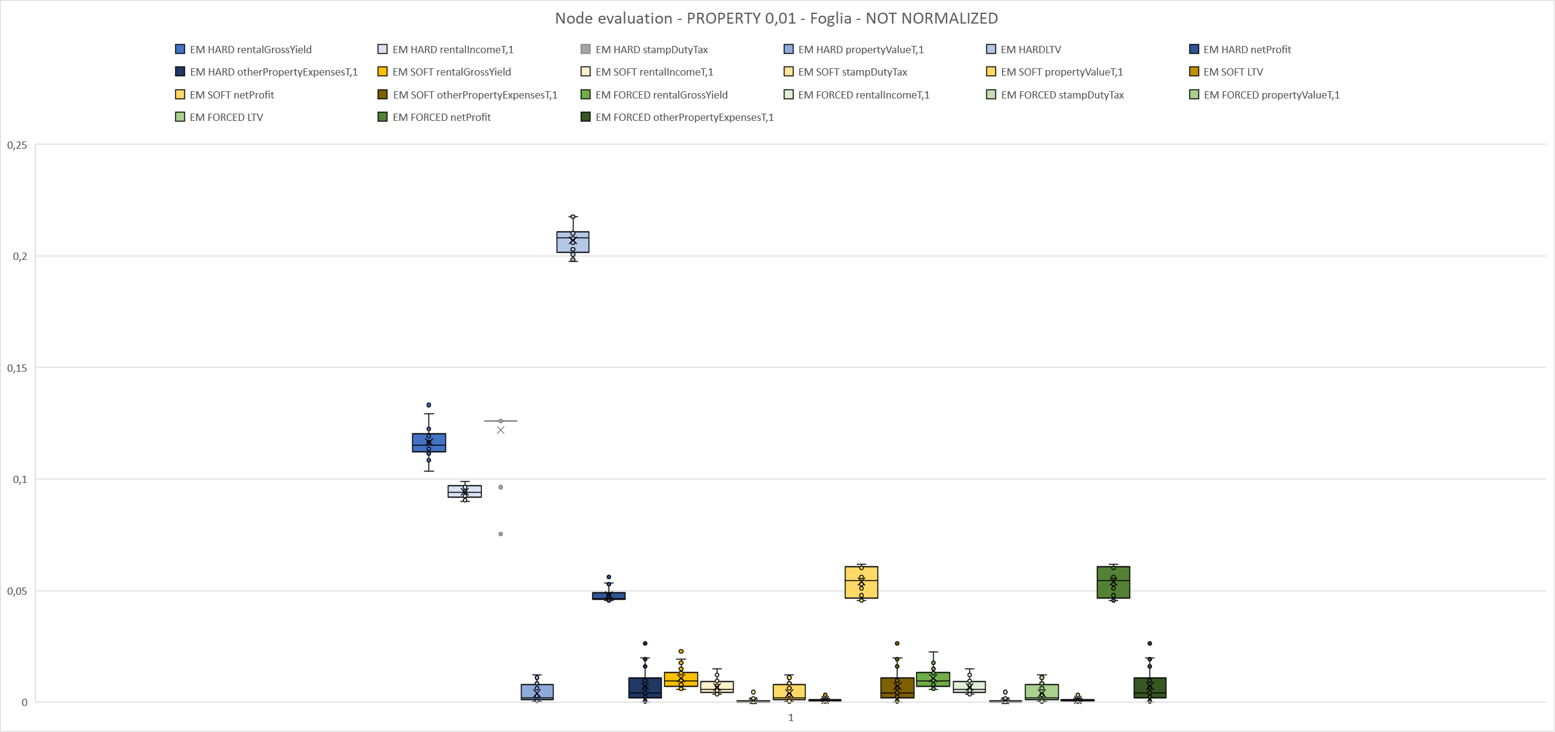 Node evaluation - PROPERTY 0,01 - Foglia - NOT NORMALIZED
EM HARD rentalGrossYield EM HARD rentalIncomeT,1 EM HARD stampDutyTax EM HARD propertyValueT,1 EM HARDLTV EM HARD netProfit
EM HARD otherPropertyExpensesT,1 EM SOFT rentalGrossYield EM SOFT rentalIncomeT,1 EM SOFT stampDutyTax EM SOFT propertyValueT,1 EM SOFT LTV
EM SOFT netProfit EM SOFT otherPropertyExpensesT,1 EM FORCED rentalGrossYield EM FORCED rentalIncomeT,1 EM FORCED stampDutyTax EM FORCED propertyValueT,1
EM FORCED LTV EM FORCED netProfit EM FORCED otherPropertyExpensesT,1
0,25
0,2
0,15
0,1
0,05
0
1